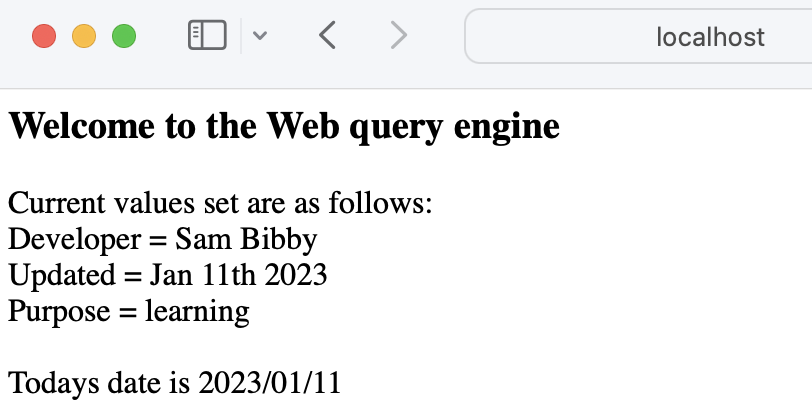 localhost
Welcome to the Web query engine
Current values set are as follows:
Developer = Sam Bibby
Updated = Jan 11th 2023
Purpose = learning
Todays date is 2023/01/11